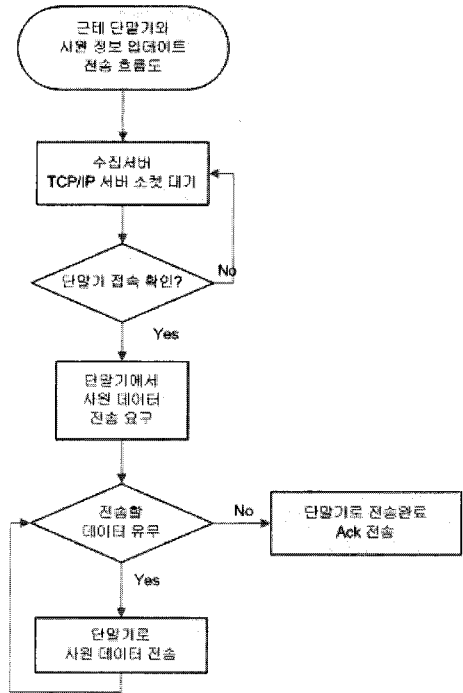 근태 단말기와
사원 정보 업데이트
전송 흐름도
수집서버
TCP/IP 서버 소켓 대기
단말기 접속 확인?
No
Yes
단말기에서
사원 데이터
전송 요구
전송할
데이터 유무
No
단말기로 전송완료
Ack 전송
Yes
단말기로
사원 데이터 전송